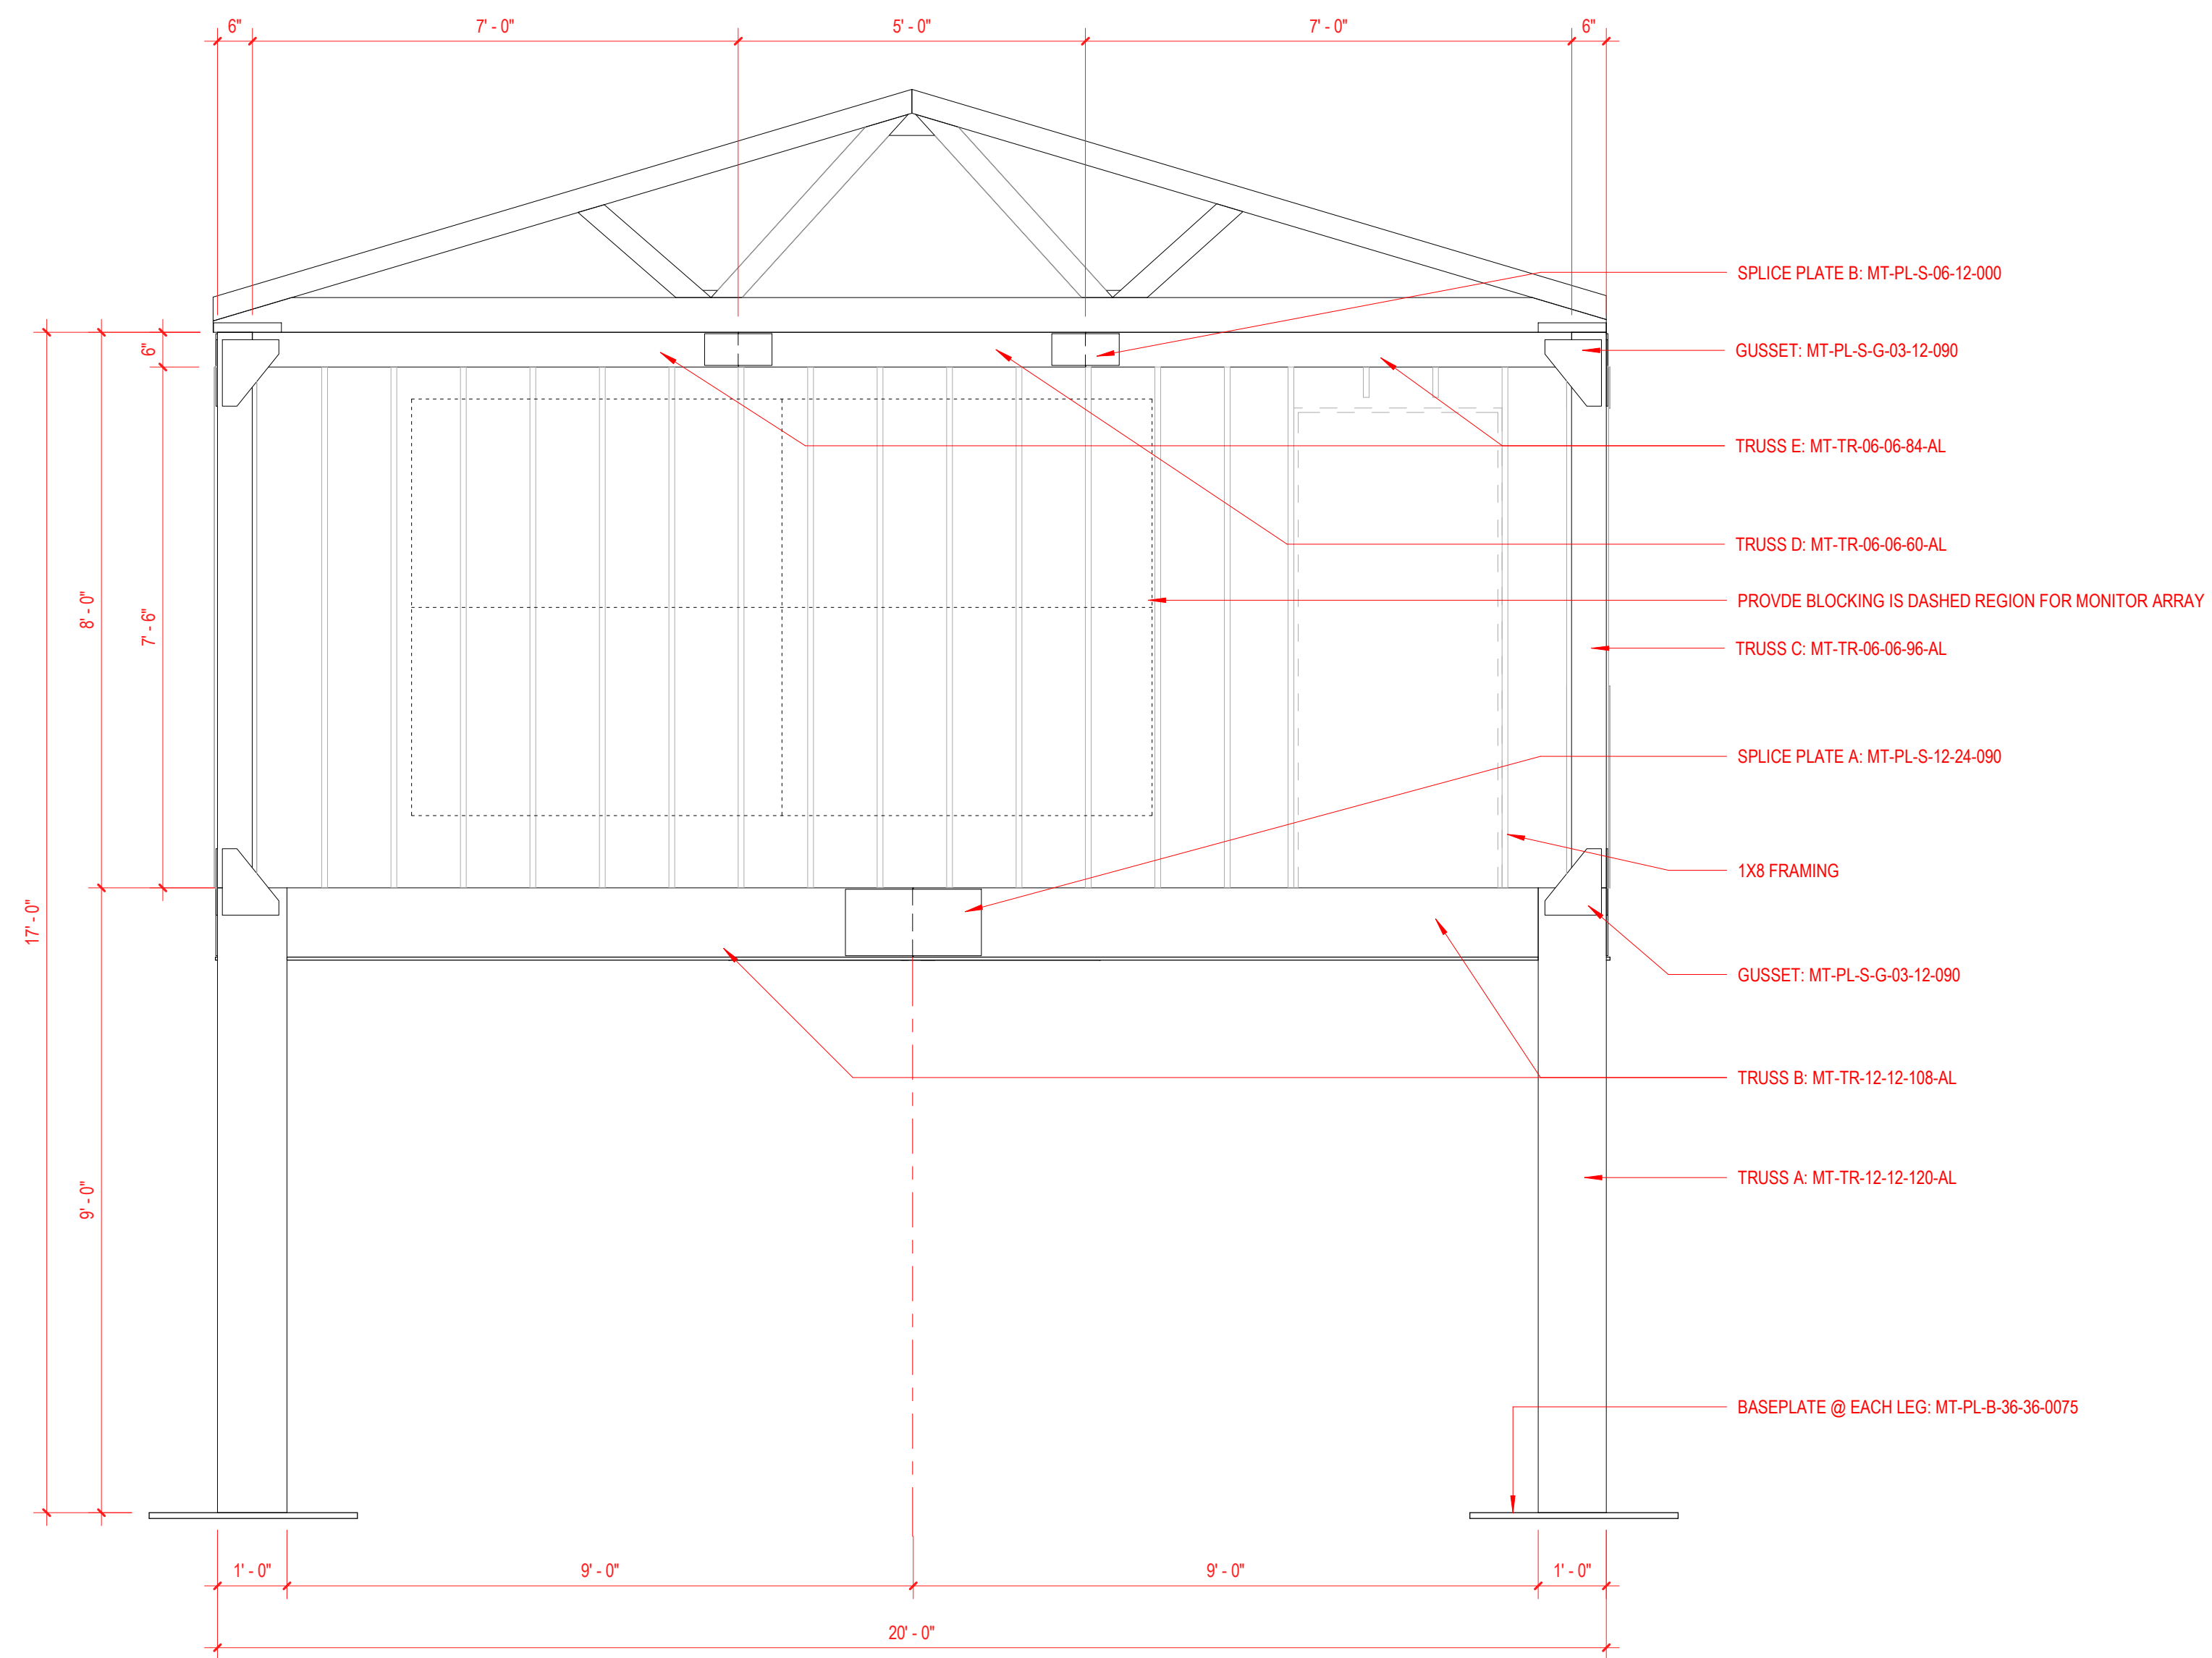 6" 7' - 0" 5' - 0" 7' - 0" 6"
SPLICE PLATE B: MT-PL-S-06-12-000
6"
GUSSET: MT-PL-S-G-03-12-090
TRUSS E: MT-TR-06-06-84-AL
TRUSS D: MT-TR-06-06-60-AL
8' - 0"
7' - 6"
PROVDE BLOCKING IS DASHED REGION FOR MONITOR ARRAY
TRUSS C: MT-TR-06-06-96-AL
SPLICE PLATE A: MT-PL-S-12-24-090
1X8 FRAMING
17' - 0"
GUSSET: MT-PL-S-G-03-12-090
TRUSS B: MT-TR-12-12-108-AL
TRUSS A: MT-TR-12-12-120-AL
9' - 0"
BASEPLATE @ EACH LEG: MT-PL-B-36-36-0075
1' - 0" 9' - 0" 9' - 0" 1' - 0"
20' - 0"